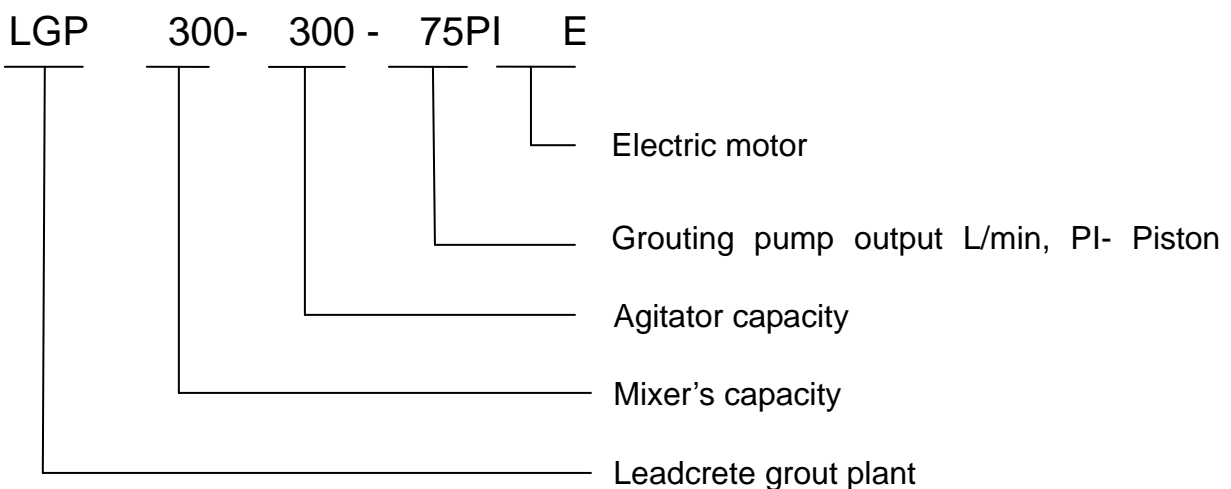 LGP 300- 300 - 75PI E
Electric motor
Grouting pump output L/min, PI- Piston
Agitator capacity
Mixer’s capacity
Leadcrete grout plant